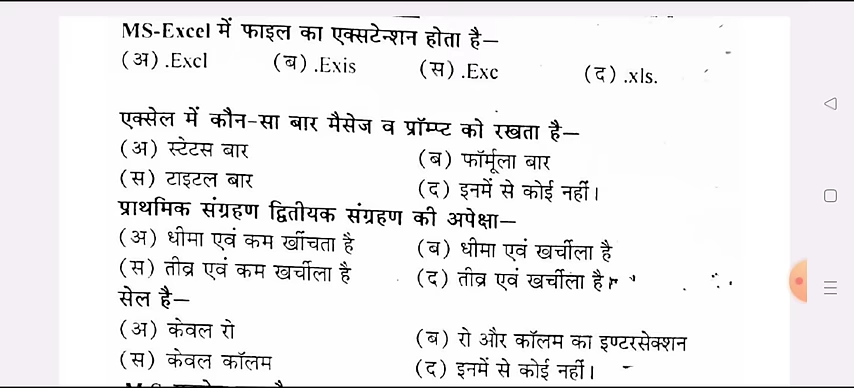 MS-Excel में फाइल का एक्सटेन्शन होता है—
(अ) .Excl (ब) .Exis (स) .Exc (द) .xls.
एक्सेल में कौन-सा बार मैसेज व प्रॉम्प्ट को रखता है—
(अ) स्टेटस बार (ब) फॉर्मूला बार
(स) टाइटल बार (द) इनमें से कोई नहीं।
प्राथमिक संग्रहण द्वितीयक संग्रहण की अपेक्षा—
(अ) धीमा एवं कम खींचता है (ब) धीमा एवं खर्चीला है
(स) तीव्र एवं कम खर्चीला है (द) तीव्र एवं खर्चीला है
सेल है—
(अ) केवल रो (ब) रो और कॉलम का इण्टरसेक्शन
(स) केवल कॉलम (द) इनमें से कोई नहीं।